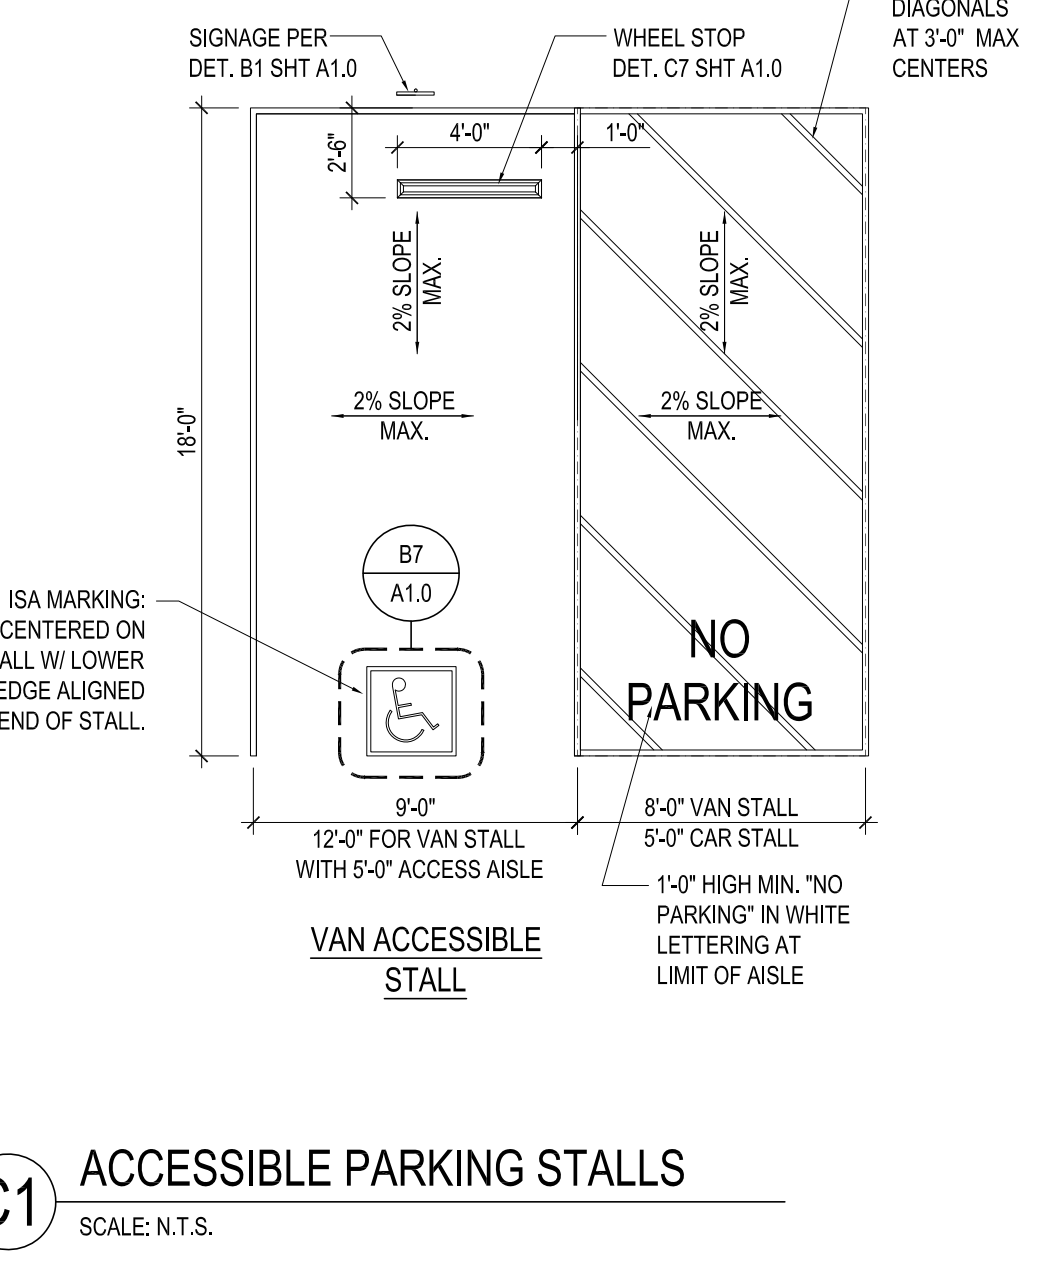 DIAGONALS
AT 3'-0" MAX
CENTERS
SIGNAGE PER
DET. B1 SHT A1.0
WHEEL STOP
DET. C7 SHT A1.0
4'-0"
1'-0"
2'-6"
2% SLOPE
MAX.
2% SLOPE
MAX.
2% SLOPE
MAX.
2% SLOPE
MAX.
18'-0"
B7
A1.0
ISA MARKING:
CENTERED ON
W/ LOWER
EDGE ALIGNED
END OF STALL.
NO
PARKING
9'-0"
12'-0" FOR VAN STALL
WITH 5'-0" ACCESS AISLE
8'-0" VAN STALL
5'-0" CAR STALL
1'-0" HIGH MIN. "NO
PARKING" IN WHITE
LETTERING AT
LIMIT OF AISLE
VAN ACCESSIBLE
STALL
C1
ACCESSIBLE PARKING STALLS
SCALE: N.T.S.